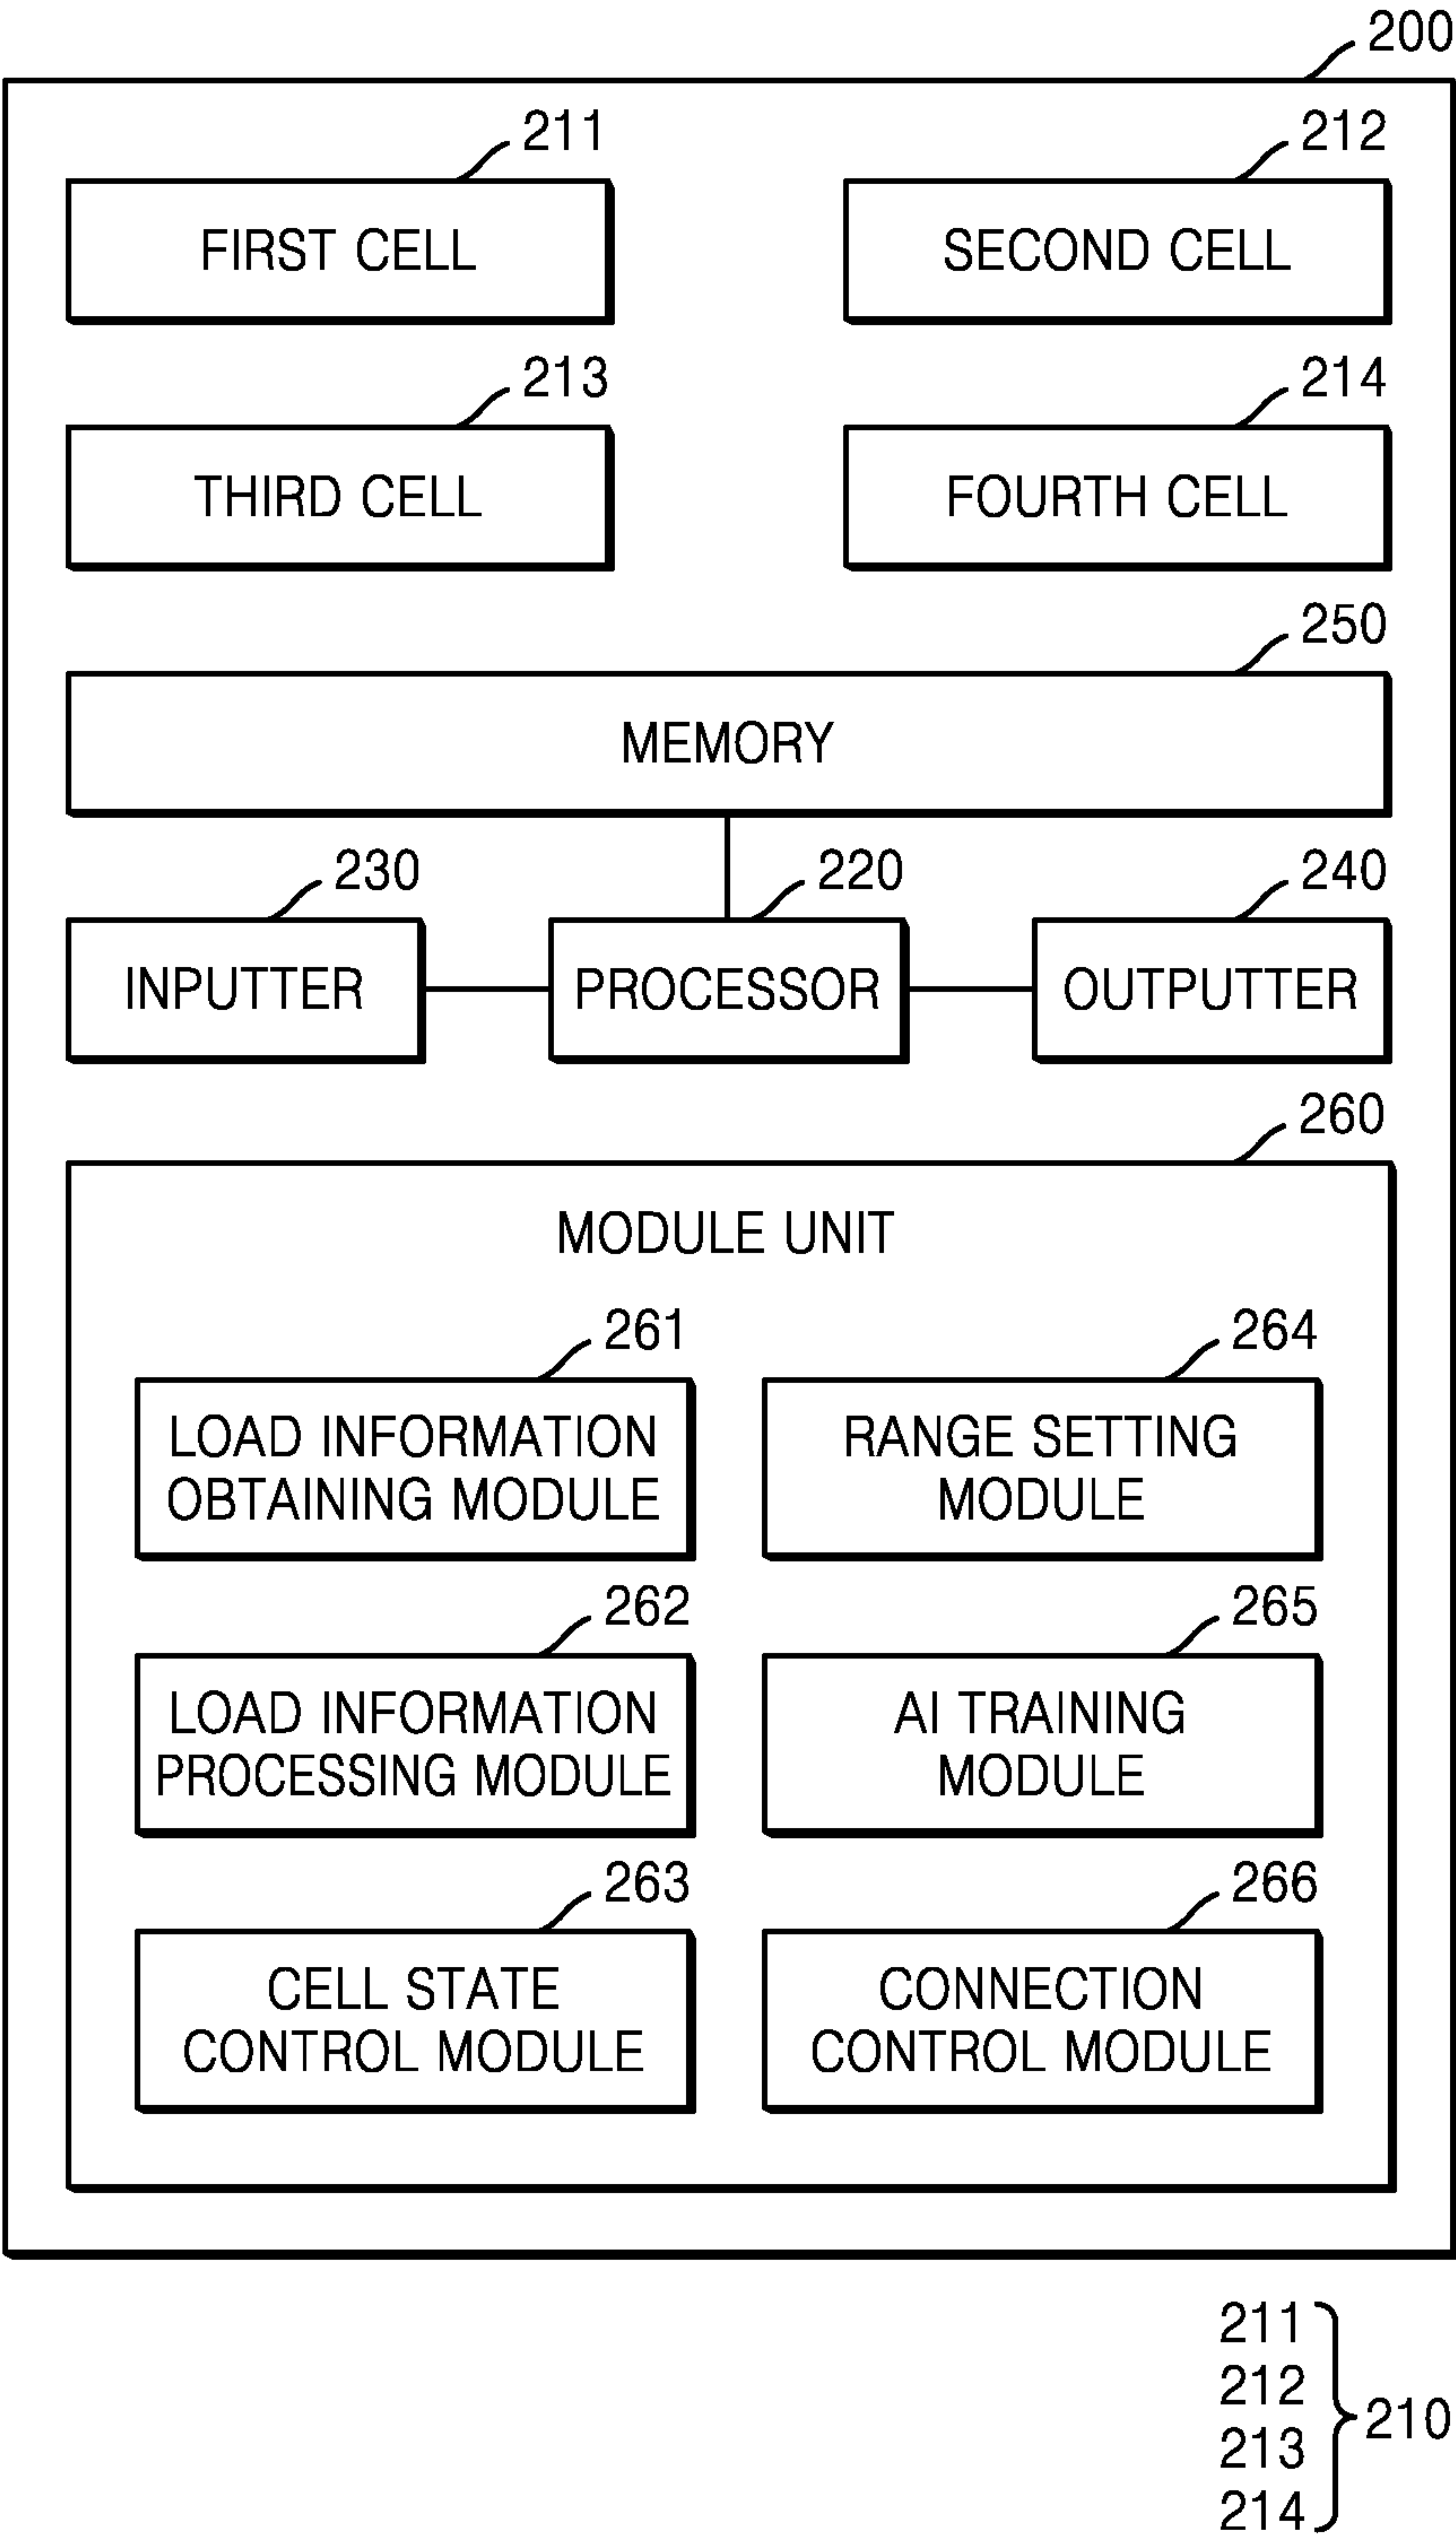 200
211
212
FIRST CELL
SECOND CELL
213
214
THIRD CELL
FOURTH CELL
250
MEMORY
230
220
240
INPUTTER
PROCESSOR
OUTPUTTER
260
MODULE UNIT
261
264
LOAD INFORMATION
OBTAINING MODULE
RANGE SETTING
MODULE
262
265
LOAD INFORMATION
PROCESSING MODULE
AI TRAINING
MODULE
263
266
CELL STATE
CONTROL MODULE
CONNECTION
CONTROL MODULE
211
212
213
214
210